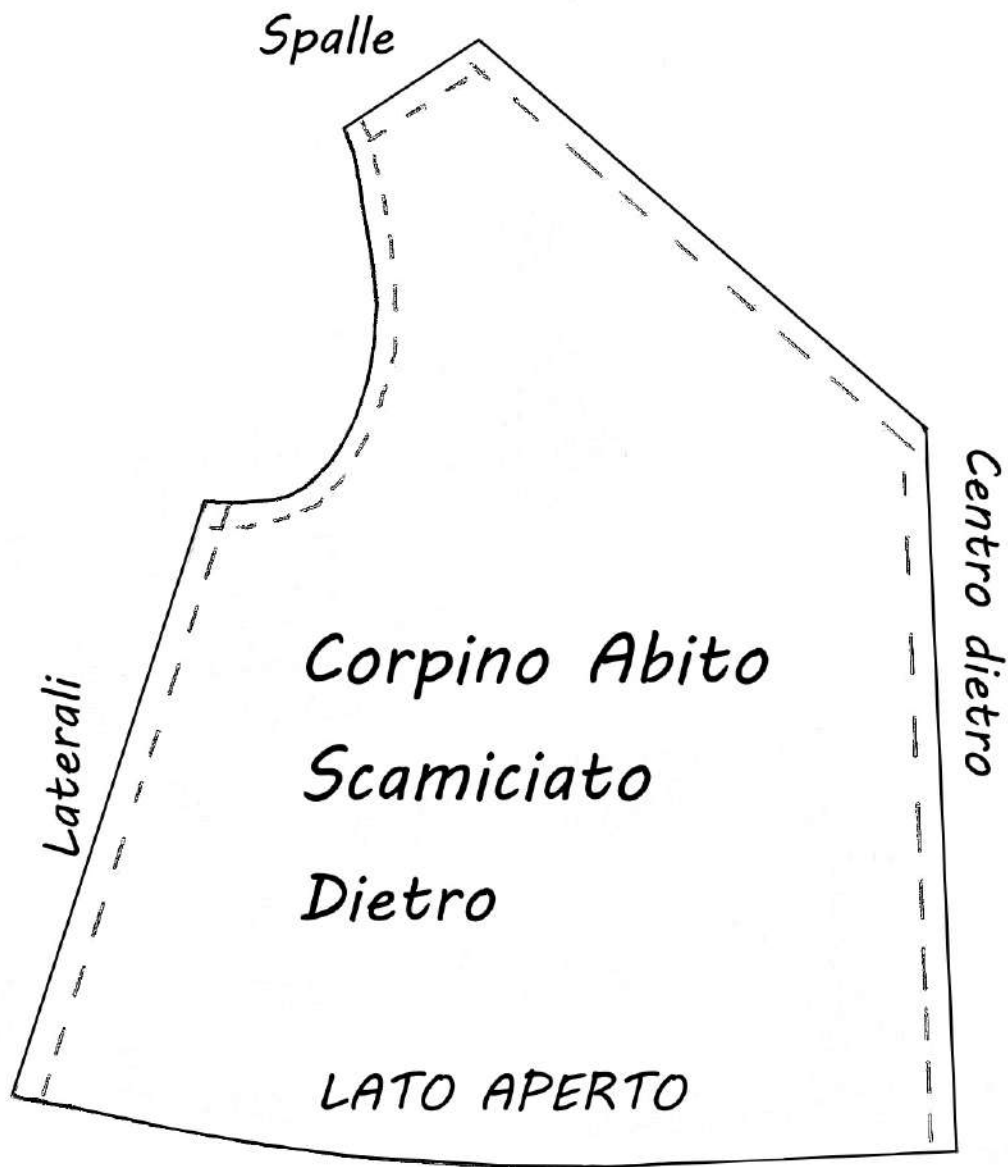 Spalle
Centro dietro
Laterali
Corpino Abito
Scamiciato
Dietro
LATO APERTO